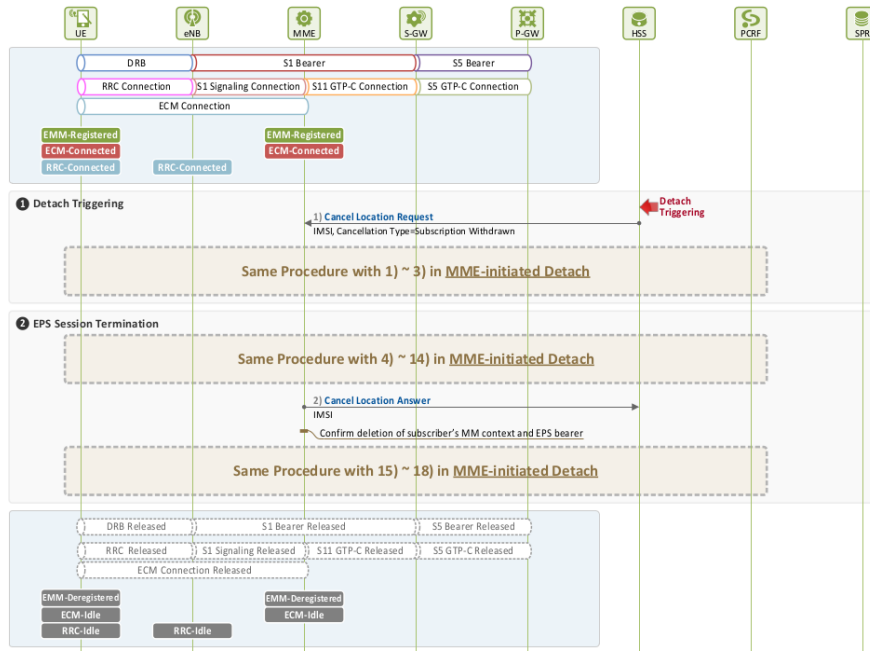 UE eNB MME S-GW P-GW HSS PCRF SPR
DRB S1 Bearer S5 Bearer
RRC Connection S1 Signaling Connection S11 GTP-C Connection S5 GTP-C Connection
ECM Connection
EMM-Registered EMM-Registered
ECM-Connected ECM-Connected
RRC-Connected RRC-Connected
1 Detach Triggering
Detach
Triggering
1) Cancel Location Request
IMSI, Cancellation Type=Subscription Withdrawn
Same Procedure with 1) ~ 3) in MME-initiated Detach
2 EPS Session Termination
Same Procedure with 4) ~ 14) in MME-initiated Detach
2) Cancel Location Answer
IMSI
Confirm deletion of subscriber's MM context and EPS bearer
Same Procedure with 15) ~ 18) in MME-initiated Detach
DRB Released S1 Bearer Released S5 Bearer Released
RRC Released S1 Signaling Released S11 GTP-C Released S5 GTP-C Released
ECM Connection Released
EMM-Deregistered EMM-Deregistered
ECM-Idle ECM-Idle
RRC-Idle RRC-Idle